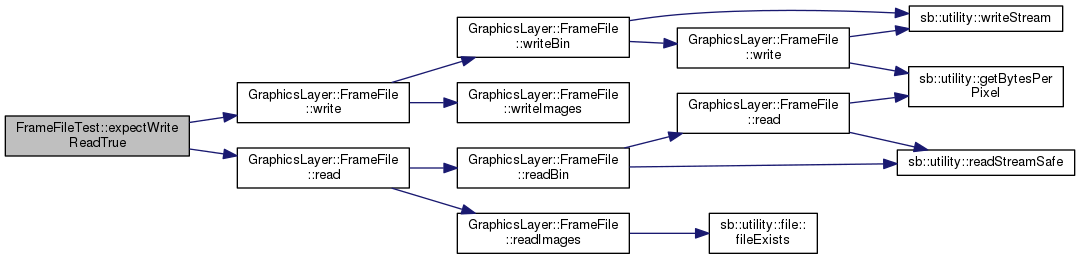 FrameFileTest::expectWrite
ReadTrue
GraphicsLayer::FrameFile
::write
GraphicsLayer::FrameFile
::read
GraphicsLayer::FrameFile
::writeBin
GraphicsLayer::FrameFile
::writeImages
GraphicsLayer::FrameFile
::readBin
GraphicsLayer::FrameFile
::readImages
GraphicsLayer::FrameFile
::write
GraphicsLayer::FrameFile
::read
sb::utility::file::
fileExists
sb::utility::writeStream
sb::utility::getBytesPer
Pixel
sb::utility::readStreamSafe